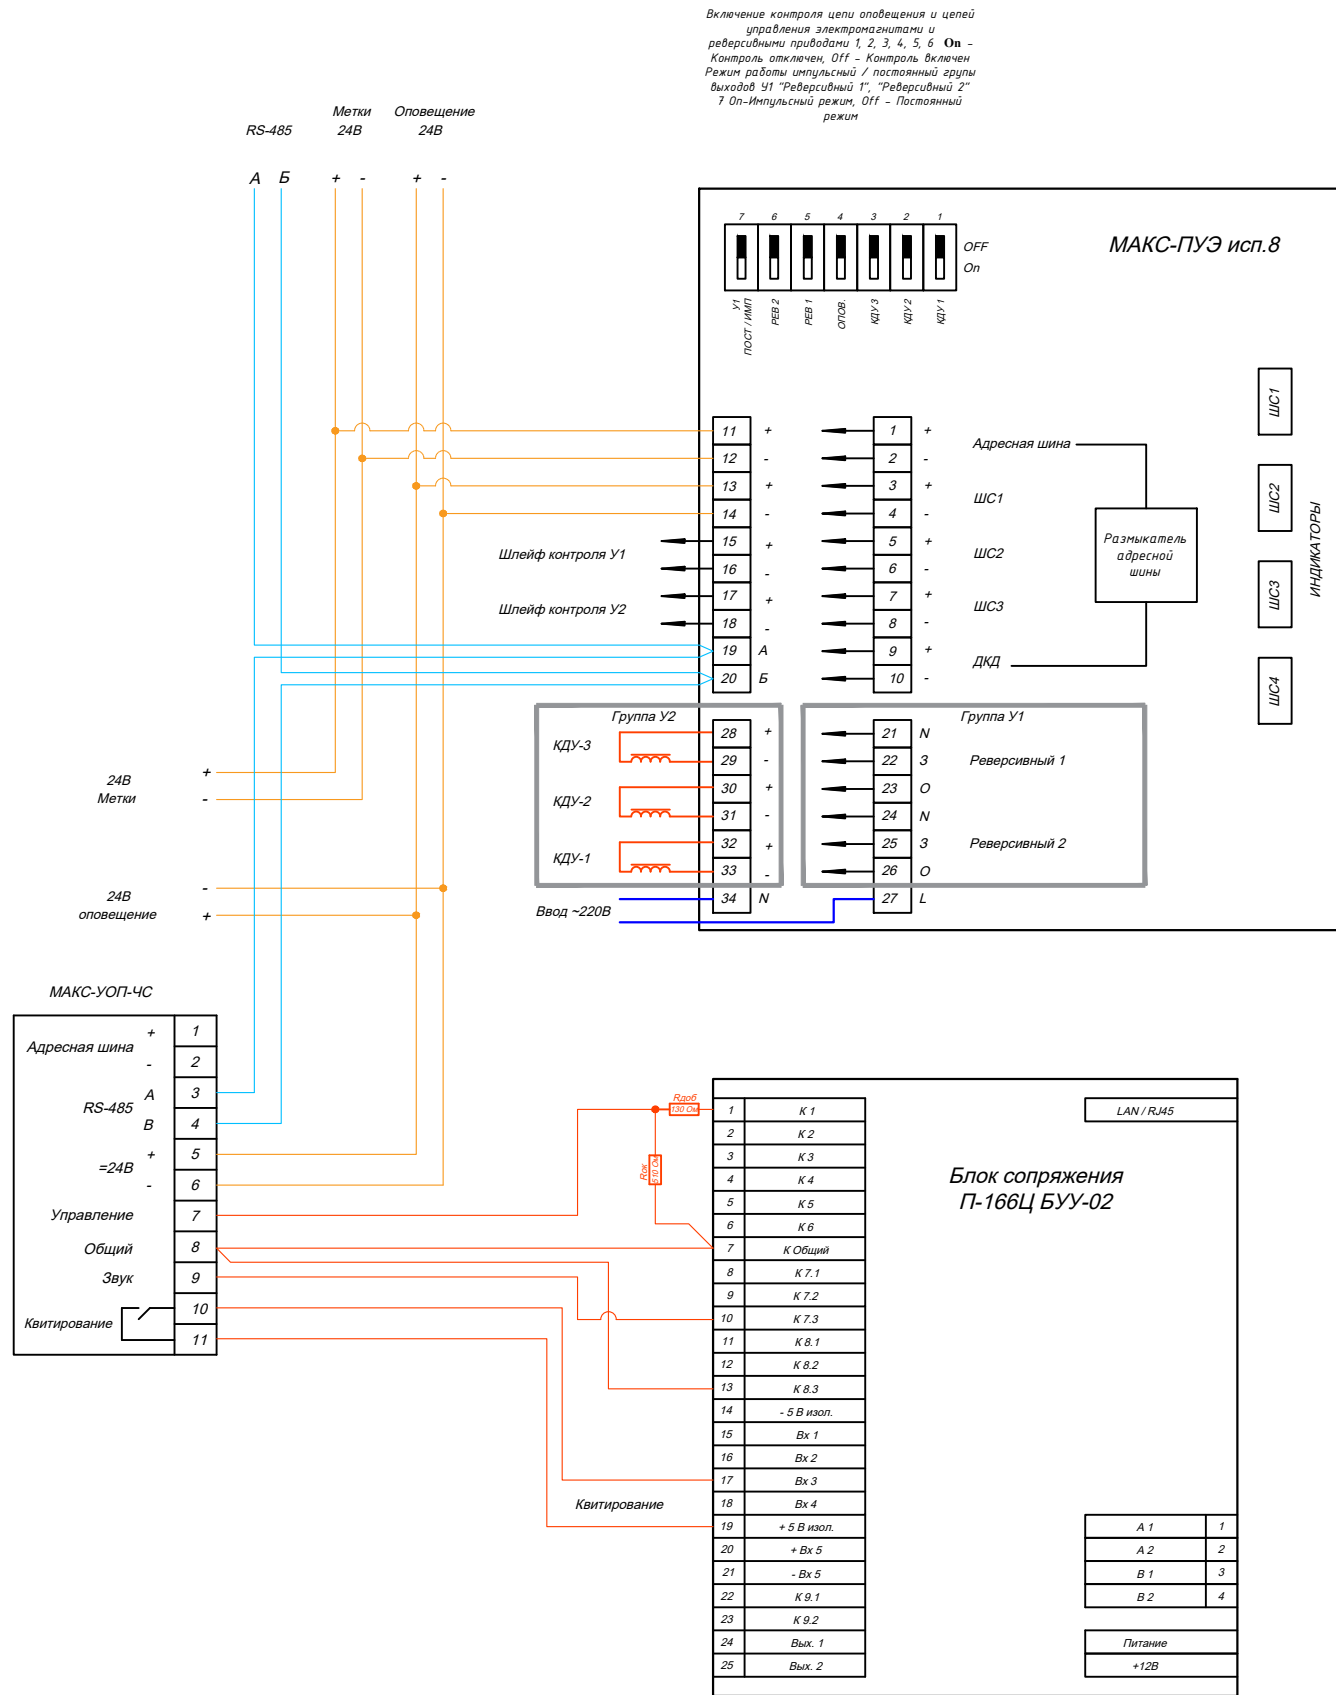 Включение контроля цепи оповещения и цепей
управления электромагнитами и
реверсивными приводами 1, 2, 3, 4, 5, 6 On -
Контроль отключен, Off - Контроль включен
Режим работы импульсный / постоянный групы
выходов У1 "Реверсивный 1", "Реверсивный 2"
7 On-Импульсный режим, Off - Постоянный
режим
RS-485
Метки
24В
Оповещение
24В
А Б + - + -
МАКС-ПУЭ исп.8
7 6 5 4 3 2 1
OFF
On
У1
ПОСТ / ИМП
РЕВ 2
РЕВ 1
ОПОВ.
КДУ 3
КДУ 2
КДУ 1
11 +
12 -
13 +
14 -
15 +
16 -
17 +
18 -
19 А
20 Б
Шлейф контроля У1
Шлейф контроля У2
1 +
2 -
3 +
4 -
5 +
6 -
7 +
8 -
9 +
10 -
Адресная шина
ШС1
ШС2
ШС3
ДКД
Размыкатель
адресной
шины
ШС1
ШС2
ШС3
ШС4
ИНДИКАТОРЫ
Группа У2
КДУ-3
КДУ-2
КДУ-1
28 +
29 -
30 +
31 -
32 +
33 -
34 N
Ввод ~220В
Группа У1
21 N
22 З
23 О
24 N
25 З
26 О
27 L
Реверсивный 1
Реверсивный 2
24В
Метки
+
-
24В
оповещение
-
+
МАКС-УОП-ЧС
Адресная шина
+ 1
- 2
RS-485
А 3
В 4
=24В
+ 5
- 6
Управление 7
Общий 8
Звук 9
Квитирование
10
11
Rдоб
130 Ом
Rок
510 Ом
Квитирование
Блок сопряжения
П-166Ц БУУ-02
1 К 1
2 К 2
3 К 3
4 К 4
5 К 5
6 К 6
7 К Общий
8 К 7.1
9 К 7.2
10 К 7.3
11 К 8.1
12 К 8.2
13 К 8.3
14 - 5 В изол.
15 Вх 1
16 Вх 2
17 Вх 3
18 Вх 4
19 + 5 В изол.
20 + Вх 5
21 - Вх 5
22 К 9.1
23 К 9.2
24 Вых. 1
25 Вых. 2
LAN / RJ45
А 1 1
А 2 2
В 1 3
В 2 4
Питание
+12В